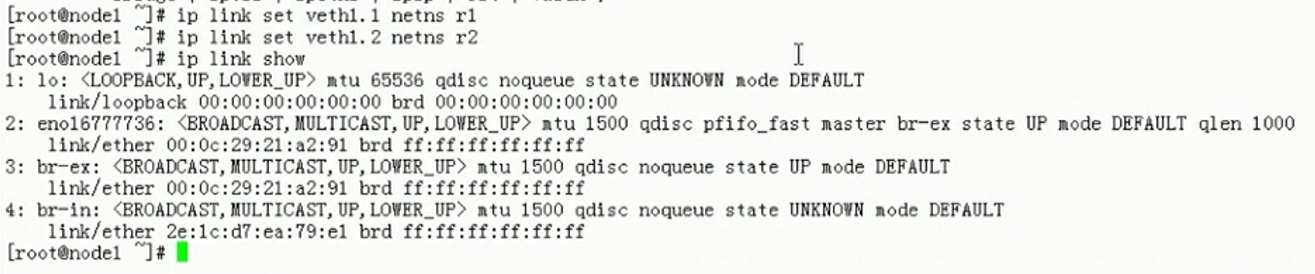 [root@node1 ~]# ip link set veth1.1 netns r1
[root@node1 ~]# ip link set veth1.2 netns r2
[root@node1 ~]# ip link show
1: lo: <LOOPBACK,UP,LOWER_UP> mtu 65536 qdisc noqueue state UNKNOWN mode DEFAULT
    link/loopback 00:00:00:00:00:00 brd 00:00:00:00:00:00
2: eno16777736: <BROADCAST,MULTICAST,UP,LOWER_UP> mtu 1500 qdisc pfifo_fast master br-ex state UP mode DEFAULT qlen 1000
    link/ether 00:0c:29:21:a2:91 brd ff:ff:ff:ff:ff:ff
3: br-ex: <BROADCAST,MULTICAST,UP,LOWER_UP> mtu 1500 qdisc noqueue state UP mode DEFAULT
    link/ether 00:0c:29:21:a2:91 brd ff:ff:ff:ff:ff:ff
4: br-in: <BROADCAST,MULTICAST,UP,LOWER_UP> mtu 1500 qdisc noqueue state UNKNOWN mode DEFAULT
    link/ether 2e:1c:d7:ea:79:e1 brd ff:ff:ff:ff:ff:ff
[root@node1 ~]#